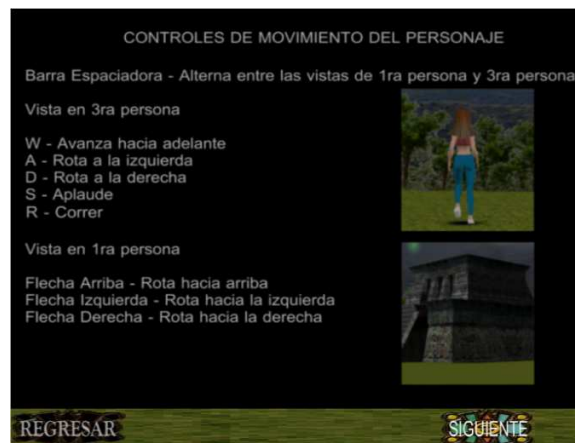 CONTROLES DE MOVIMIENTO DEL PERSONAJE
Barra Espaciadora - Alterna entre las vistas de 1ra persona y 3ra persona
Vista en 3ra persona
W - Avanza hacia adelante
A - Rota a la izquierda
D - Rota a la derecha
S - Aplaude
R - Correr
Vista en 1ra persona
Flecha Arriba - Rota hacia arriba
Flecha Izquierda - Rota hacia la izquierda
Flecha Derecha - Rota hacia la derecha
REGRESAR
SIGUIENTE